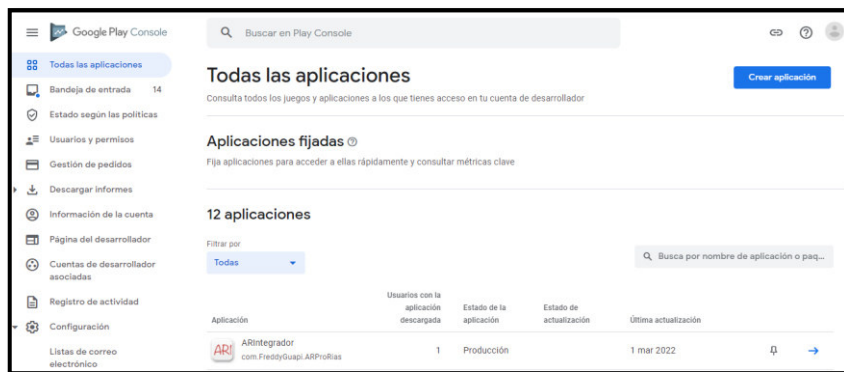 Google Play Console
Buscar en Play Console
Todas las aplicaciones
Bandeja de entrada 14
Estado según las políticas
Usuarios y permisos
Gestión de pedidos
Descargar informes
Información de la cuenta
Página del desarrollador
Cuentas de desarrollador
asociadas
Registro de actividad
Configuración
Listas de correo
electrónico
Todas las aplicaciones
Crear aplicación
Consulta todos los juegos y aplicaciones a los que tienes acceso en tu cuenta de desarrollador
Aplicaciones fijadas
Fija aplicaciones para acceder a ellas rápidamente y consultar métricas clave
12 aplicaciones
Filtrar por
Todas
Busca por nombre de aplicación o paq...
Aplicación
Usuarios con la
aplicación
descargada
Estado de la
aplicación
Estado de
actualización
Última actualización
ARI
ARIntegrador
com.FreddyGuapi.ARProRias
1
Producción
1 mar 2022